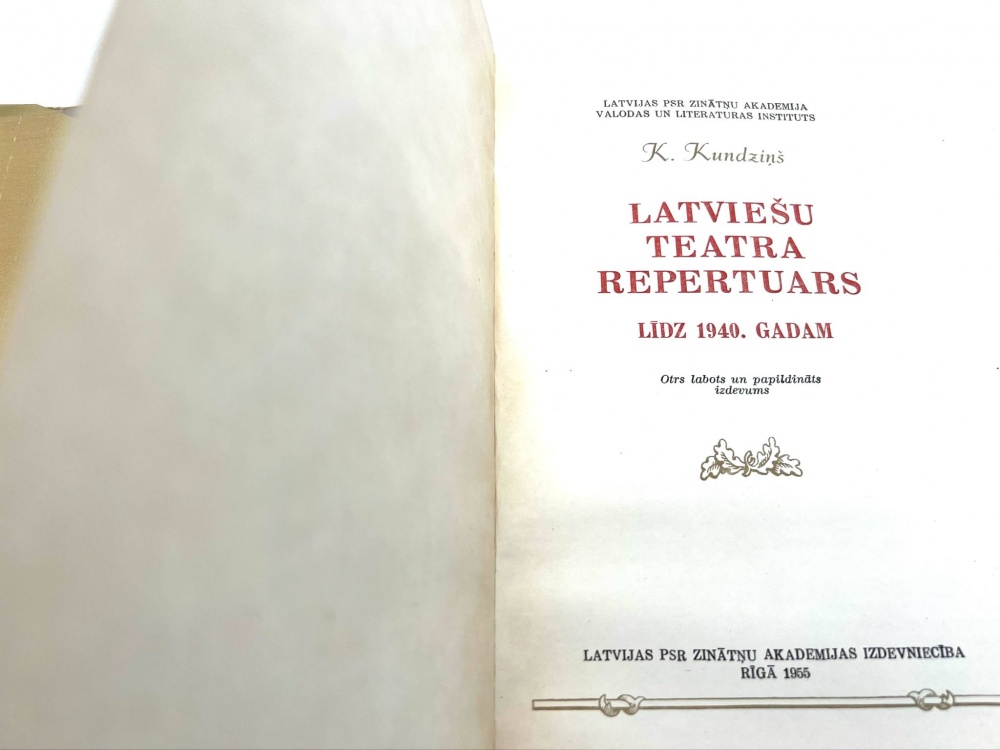 LATVIJAS PSR ZINĀTŅU AKADEMIJA
VALODAS UN LITERATURAS INSTITUTS
K. Kundziņš
LATVIEŠU
TEATRA
REPERTUARS
LĪDZ 1940. GADAM
Otrs labots un papildināts
izdevums
LATVIJAS PSR ZINĀTŅU AKADEMIJAS IZDEVNIECĪBA
RĪGĀ 1955